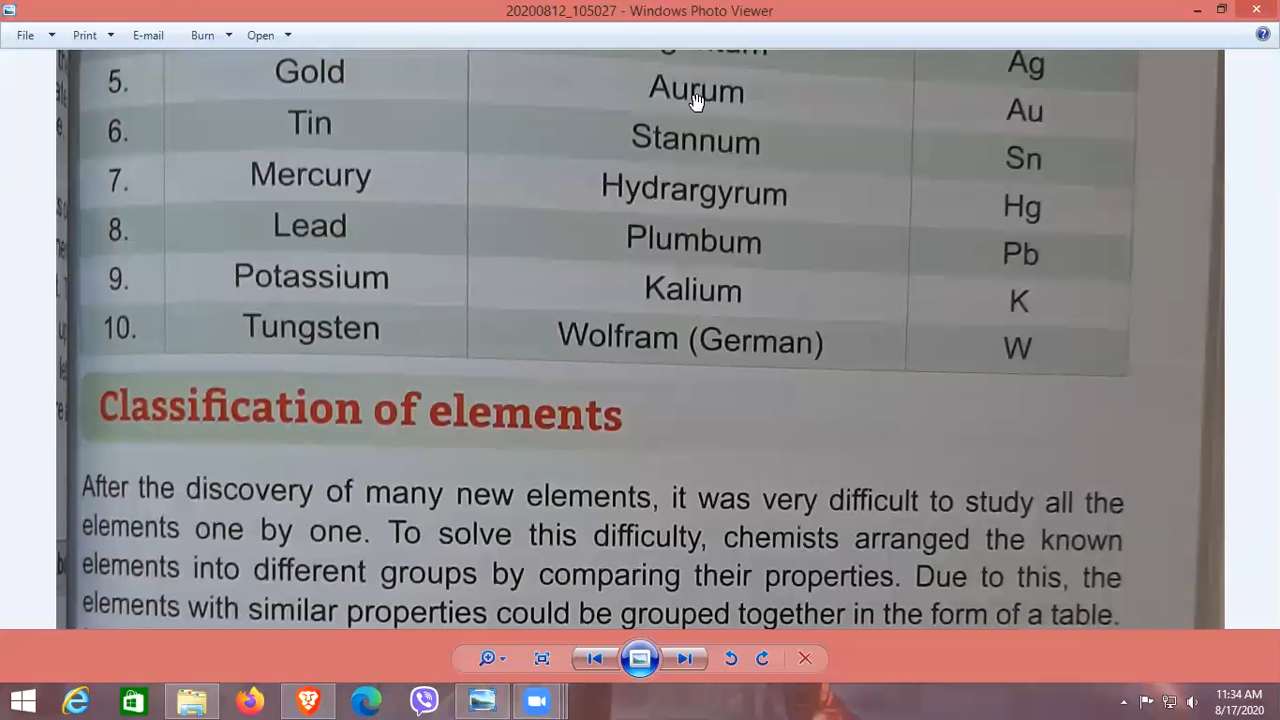 20200812_105027 - Windows Photo Viewer
File Print E-mail Burn Open
Ag
5. Gold Aurum Au
6. Tin Stannum Sn
7. Mercury Hydrargyrum Hg
8. Lead Plumbum Pb
9. Potassium Kalium K
10. Tungsten Wolfram (German) W
Classification of elements
After the discovery of many new elements, it was very difficult to study all the
elements one by one. To solve this difficulty, chemists arranged the known
elements into different groups by comparing their properties. Due to this, the
elements with similar properties could be grouped together in the form of a table.
11:34 AM
8/17/2020